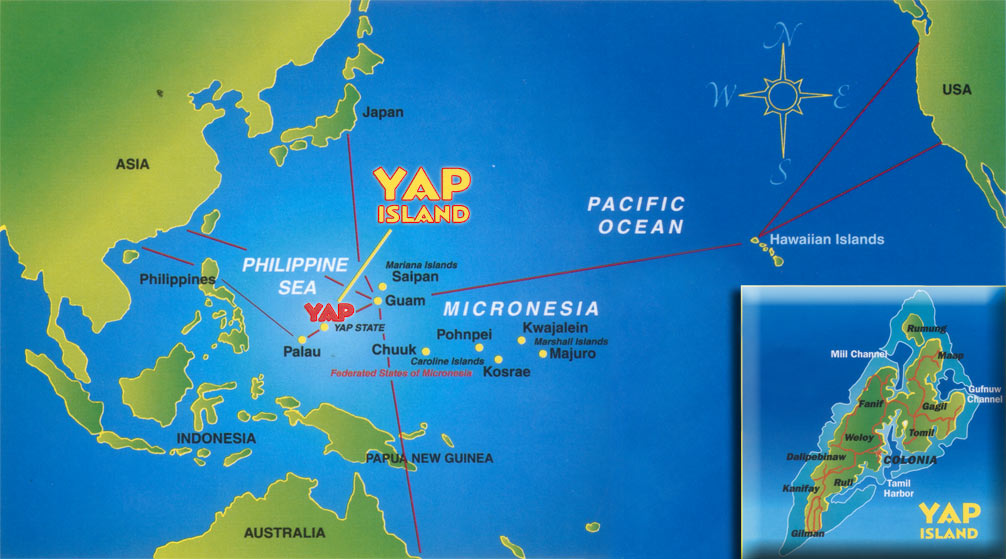 N
W
E
S
USA
Japan
ASIA
YAP
ISLAND
PACIFIC
OCEAN
Hawaiian Islands
Philippines
PHILIPPINE
SEA
Mariana Islands
Saipan
Guam
YAP
YAP STATE
MICRONESIA
Palau
Chuuk
Pohnpei
Kwajalein
Marshall Islands
Majuro
Caroline Islands
Kosrae
Federated States of Micronesia
INDONESIA
PAPUA NEW GUINEA
AUSTRALIA
Rumung
Miil Channel
Maap
Gufnuw
Channel
Fanif
Gagil
Weloy
Tomil
Dalipebinaw
COLONIA
Kanifay
Rull
Tamil
Harbor
Gilman
YAP
ISLAND